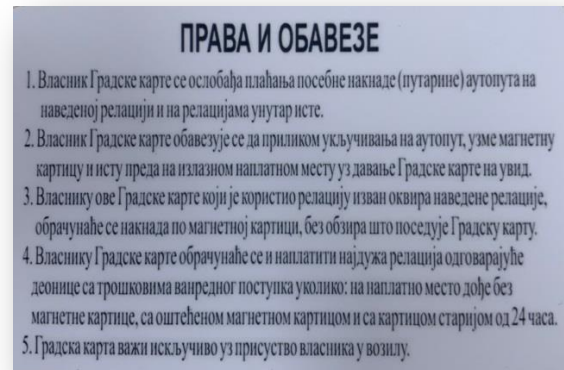 ПРАВА И ОБАВЕЗЕ
1. Власник Градске карте се ослобађа плаћања посебне накнаде (путарине) аутопута на
наведеној релацији и на релацијама унутар исте.
2. Власник Градске карте обавезује се да приликом укључивања на аутопут, узме магнетну
картицу и исту преда на излазном наплатном месту уз давање Градске карте на увид.
3. Власнику ове Градске карте који је користио релацију изван оквира наведене релације,
обрачунаће се накнада по магнетној картици, без обзира што поседује Градску карту.
4. Власнику Градске карте обрачунаће се и наплатити најдужа релација одговарајуће
деонице са трошковима ванредног поступка уколико: на наплатно место дође без
магнетне картице, са оштећеном магнетном картицом и са картицом старијом од 24 часа.
5. Градска карта важи искључиво уз присуство власника у возилу.